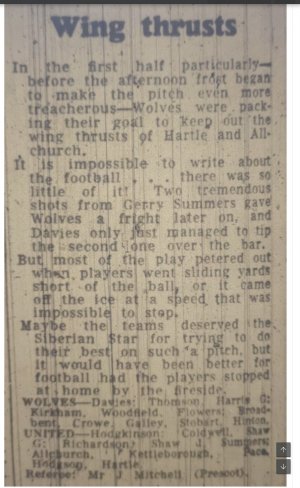 Wing thrusts
In the first half particularly—
before the afternoon frost began
to make the pitch even more
treacherous—Wolves were pack-
ing their goal to keep out the
wing thrusts of Hartle and All-
church.
It is impossible to write about
the football . . . there was so
little of it! Two tremendous
shots from Gerry Summers gave
Wolves a fright later on, and
Davies only just managed to tip
the second one over the bar.
But most of the play petered out
when players went sliding yards
short of the ball, or it came
off the ice at a speed that was
impossible to stop.
Maybe the teams deserved the
Siberian Star for trying to do
their best on such a pitch, but
it would have been better for
football had the players stopped
at home by the fireside.
WOLVES—Davies; Thomson, Harris G;
Kirkham, Woodfield, Flowers; Broad-
bent, Crowe, Galley, Stobart, Hinton.
UNITED—Hodgkinson; Coldwell, Shaw
G; Richardson, Shaw J, Summers;
Allchurch, Kettleborough, Pace,
Hodgson, Hartle.
Referee: Mr J Mitchell (Prescot).